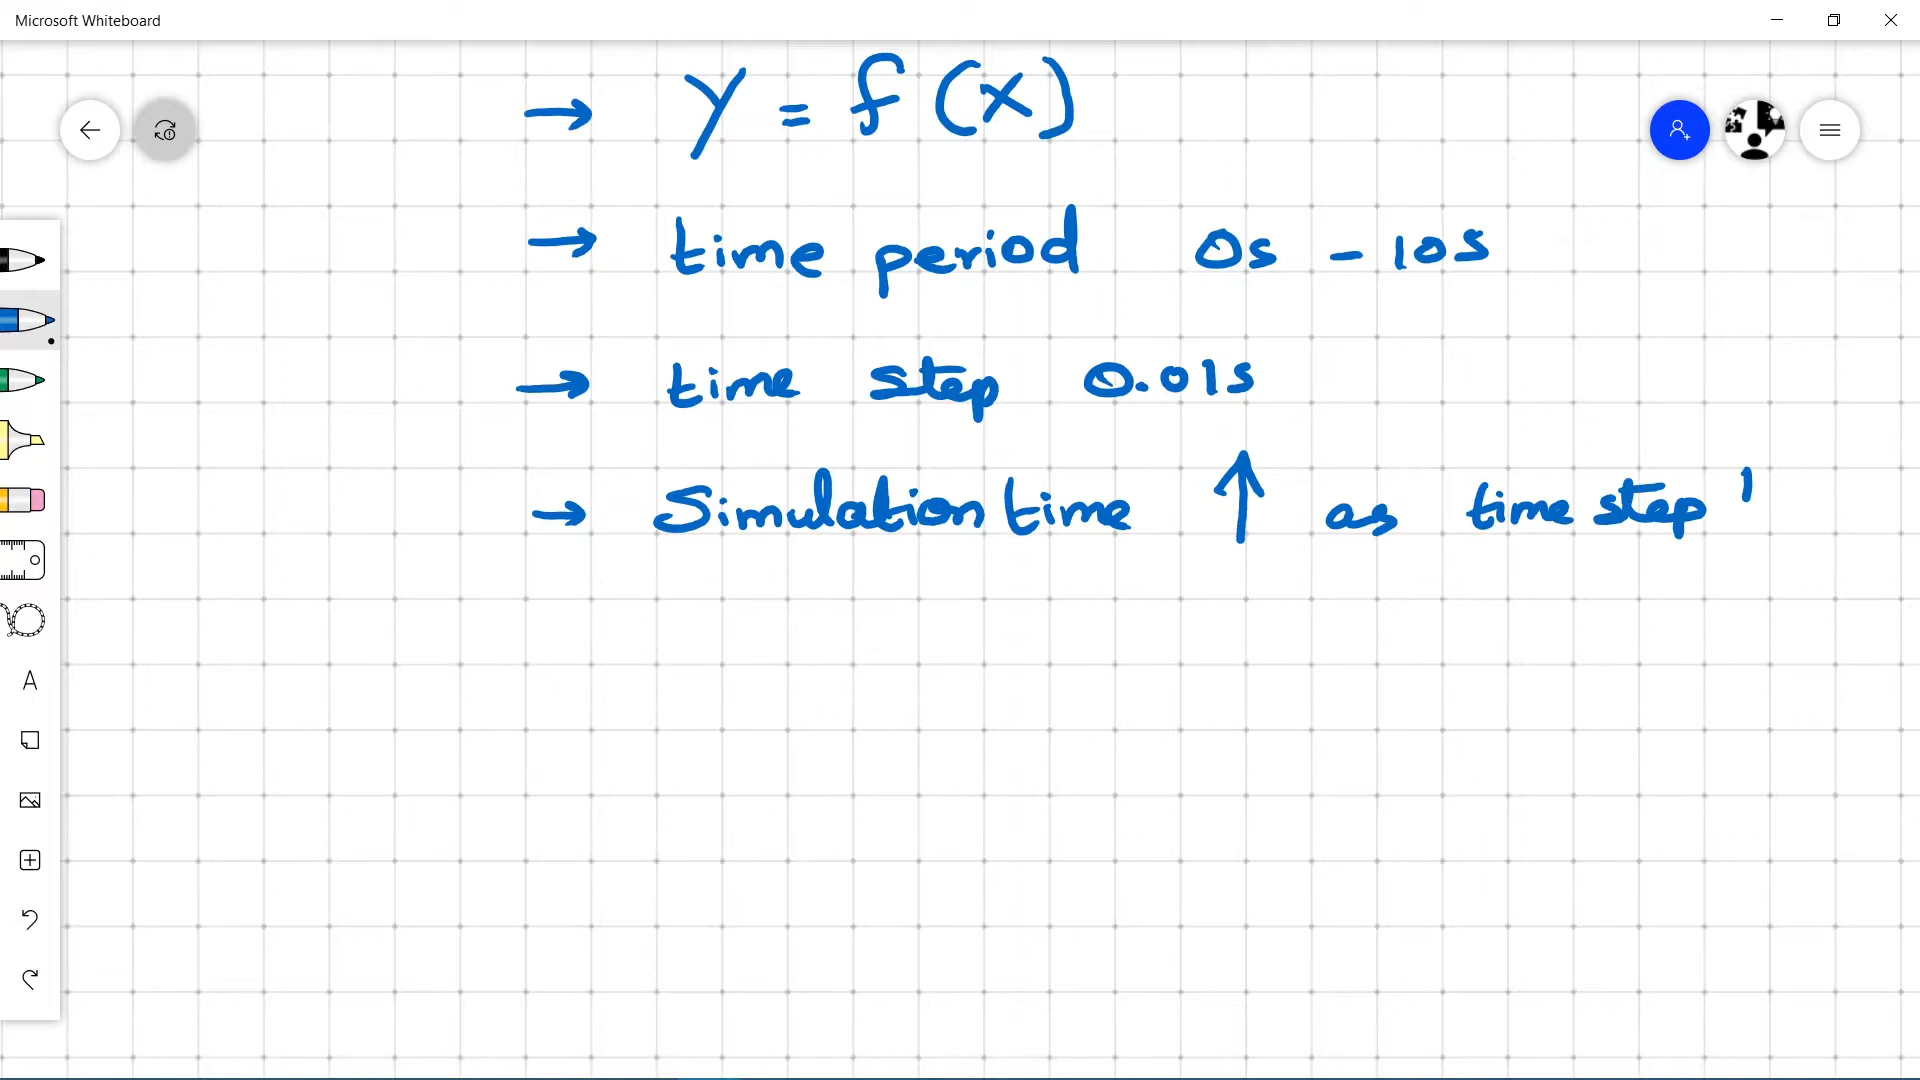 Microsoft Whiteboard
→ y = f (x)
→ time period 0s - 10s
→ time step 0.01s
→ Simulation time ↑ as time step
A